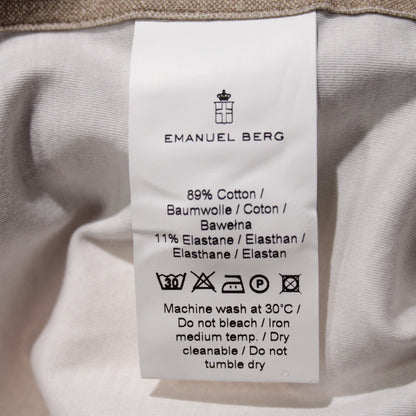 EMANUEL BERG
89% Cotton /
Baumwolle / Coton /
Bawełna
11% Elastane / Elasthan /
Elasthane / Elastan
30 P
Machine wash at 30°C /
Do not bleach / Iron
medium temp. / Dry
cleanable / Do not
tumble dry